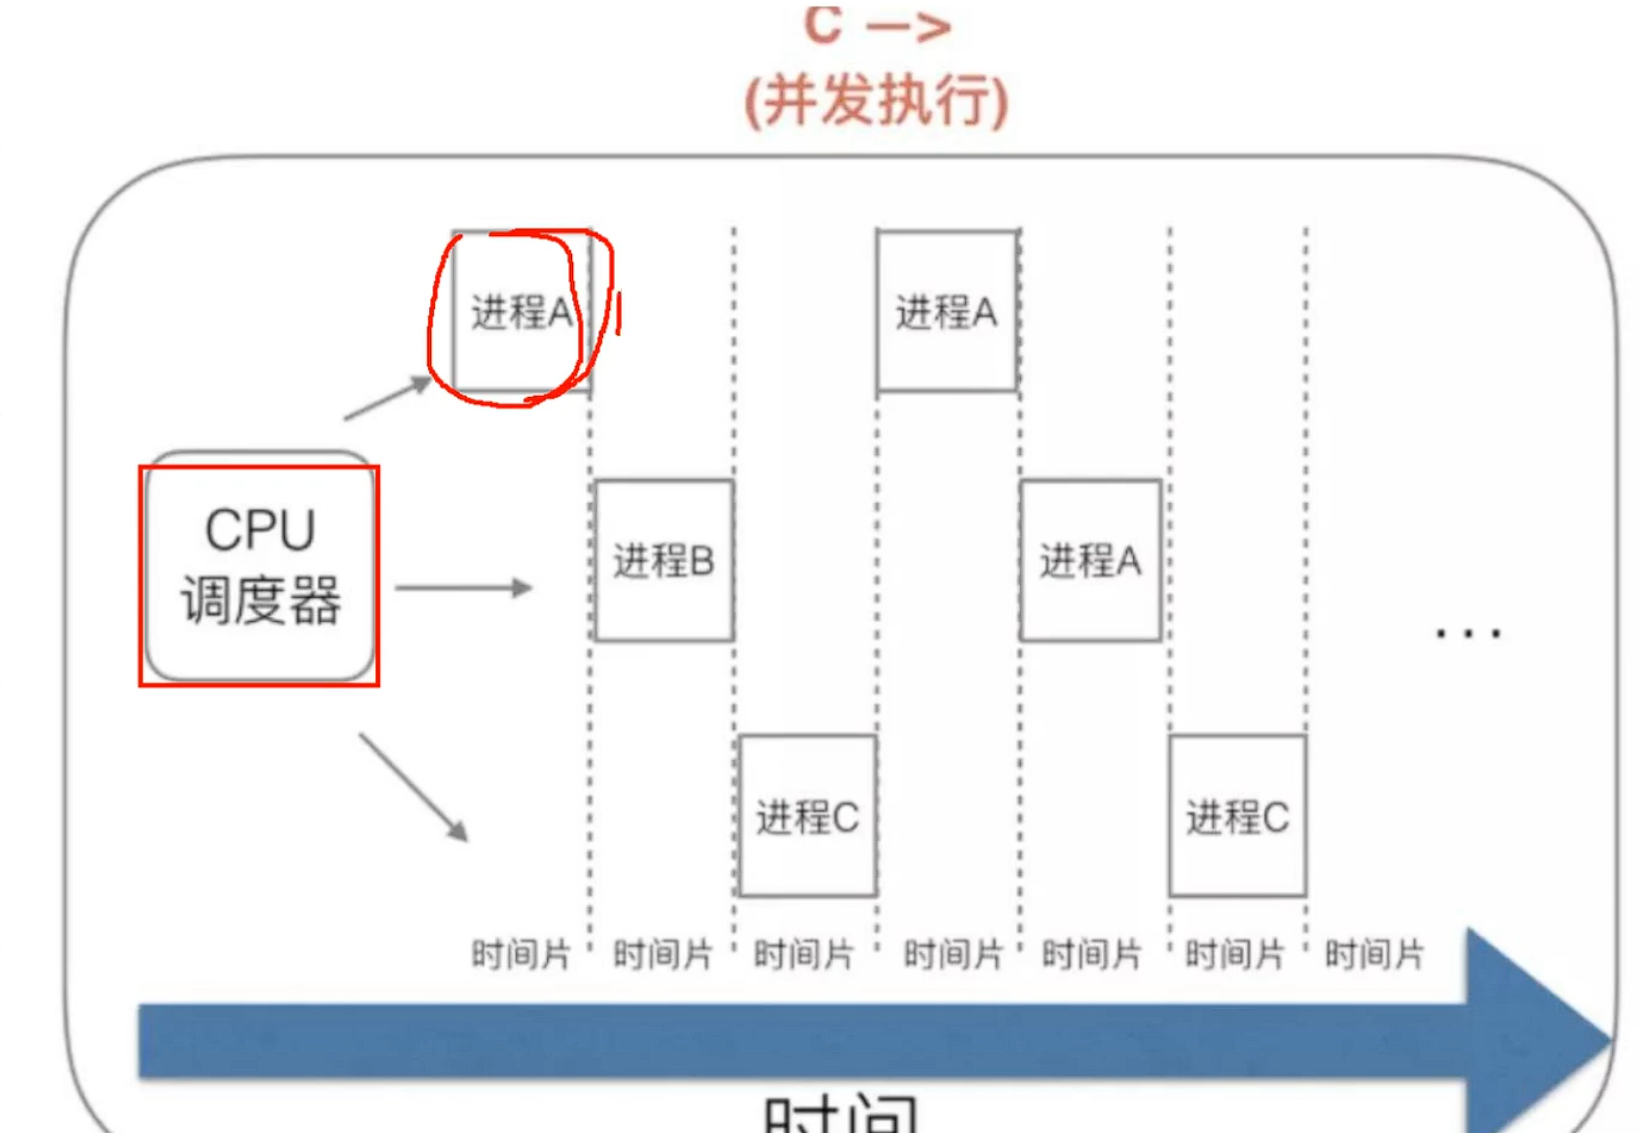 C —>
(并发执行)
进程A
进程A
CPU
调度器
进程B
进程A
...
进程C
进程C
时间片 时间片 时间片 时间片 时间片 时间片 时间片
时间